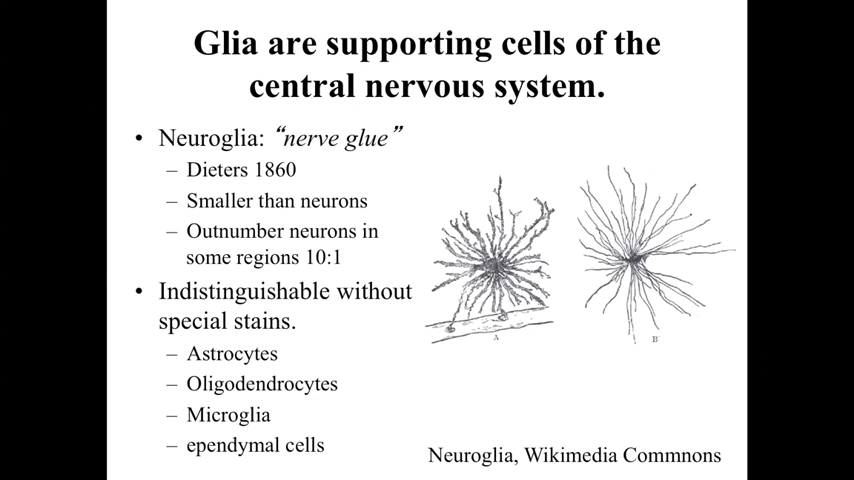 Glia are supporting cells of the
central nervous system.
• Neuroglia: “nerve glue”
– Dieters 1860
– Smaller than neurons
– Outnumber neurons in
some regions 10:1
• Indistinguishable without
special stains.
– Astrocytes
– Oligodendrocytes
– Microglia
– ependymal cells
A
B
Neuroglia, Wikimedia Commnons